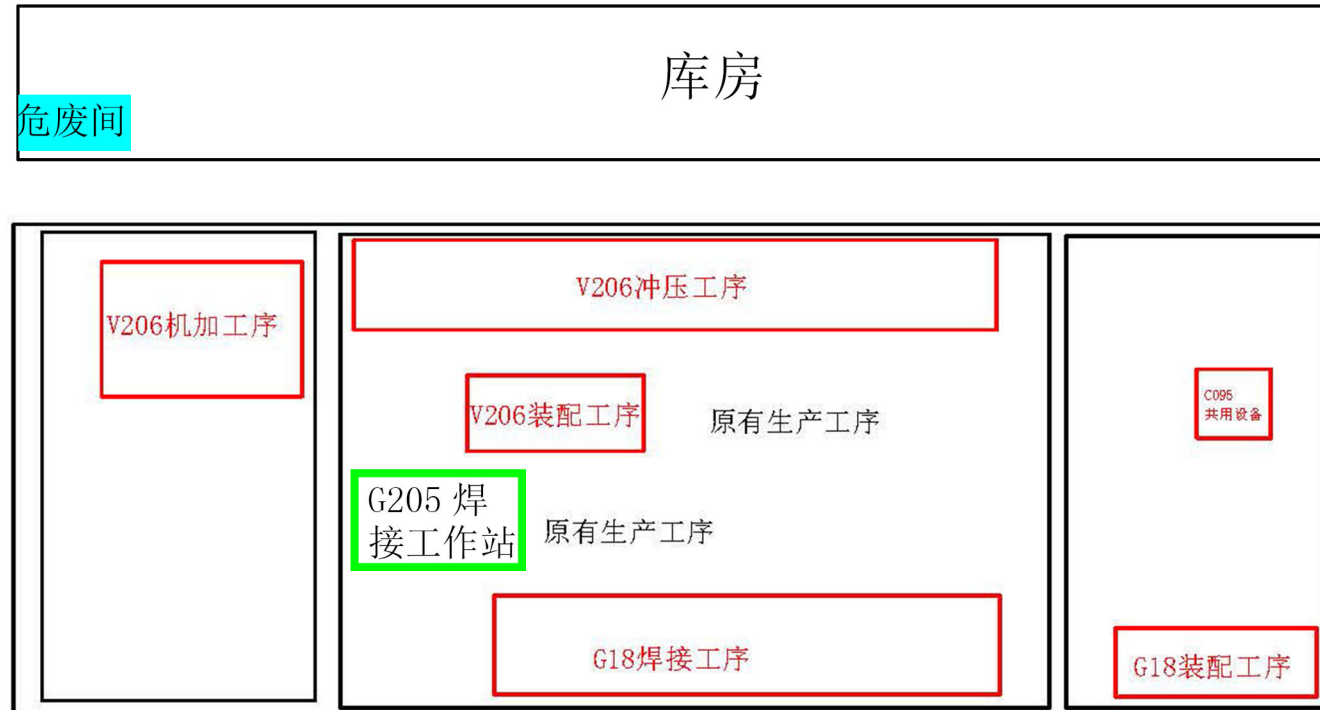 库房
危废间
V206冲压工序
V206机加工序
C095
共用设备
V206装配工序
原有生产工序
G205 焊
接工作站
原有生产工序
G18焊接工序
G18装配工序